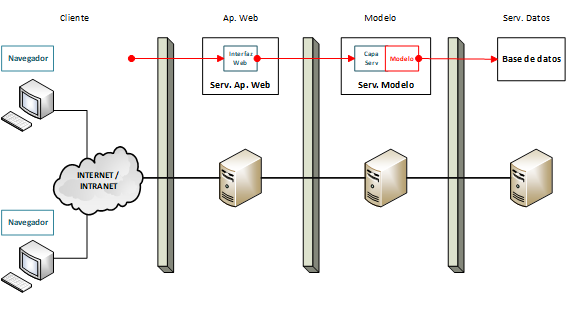 Cliente
Ap. Web
Modelo
Serv. Datos
Navegador
Interfaz
Web
Capa
Serv
Modelo
Base de datos
Serv. Ap. Web
Serv. Modelo
INTERNET /
INTRANET
Navegador